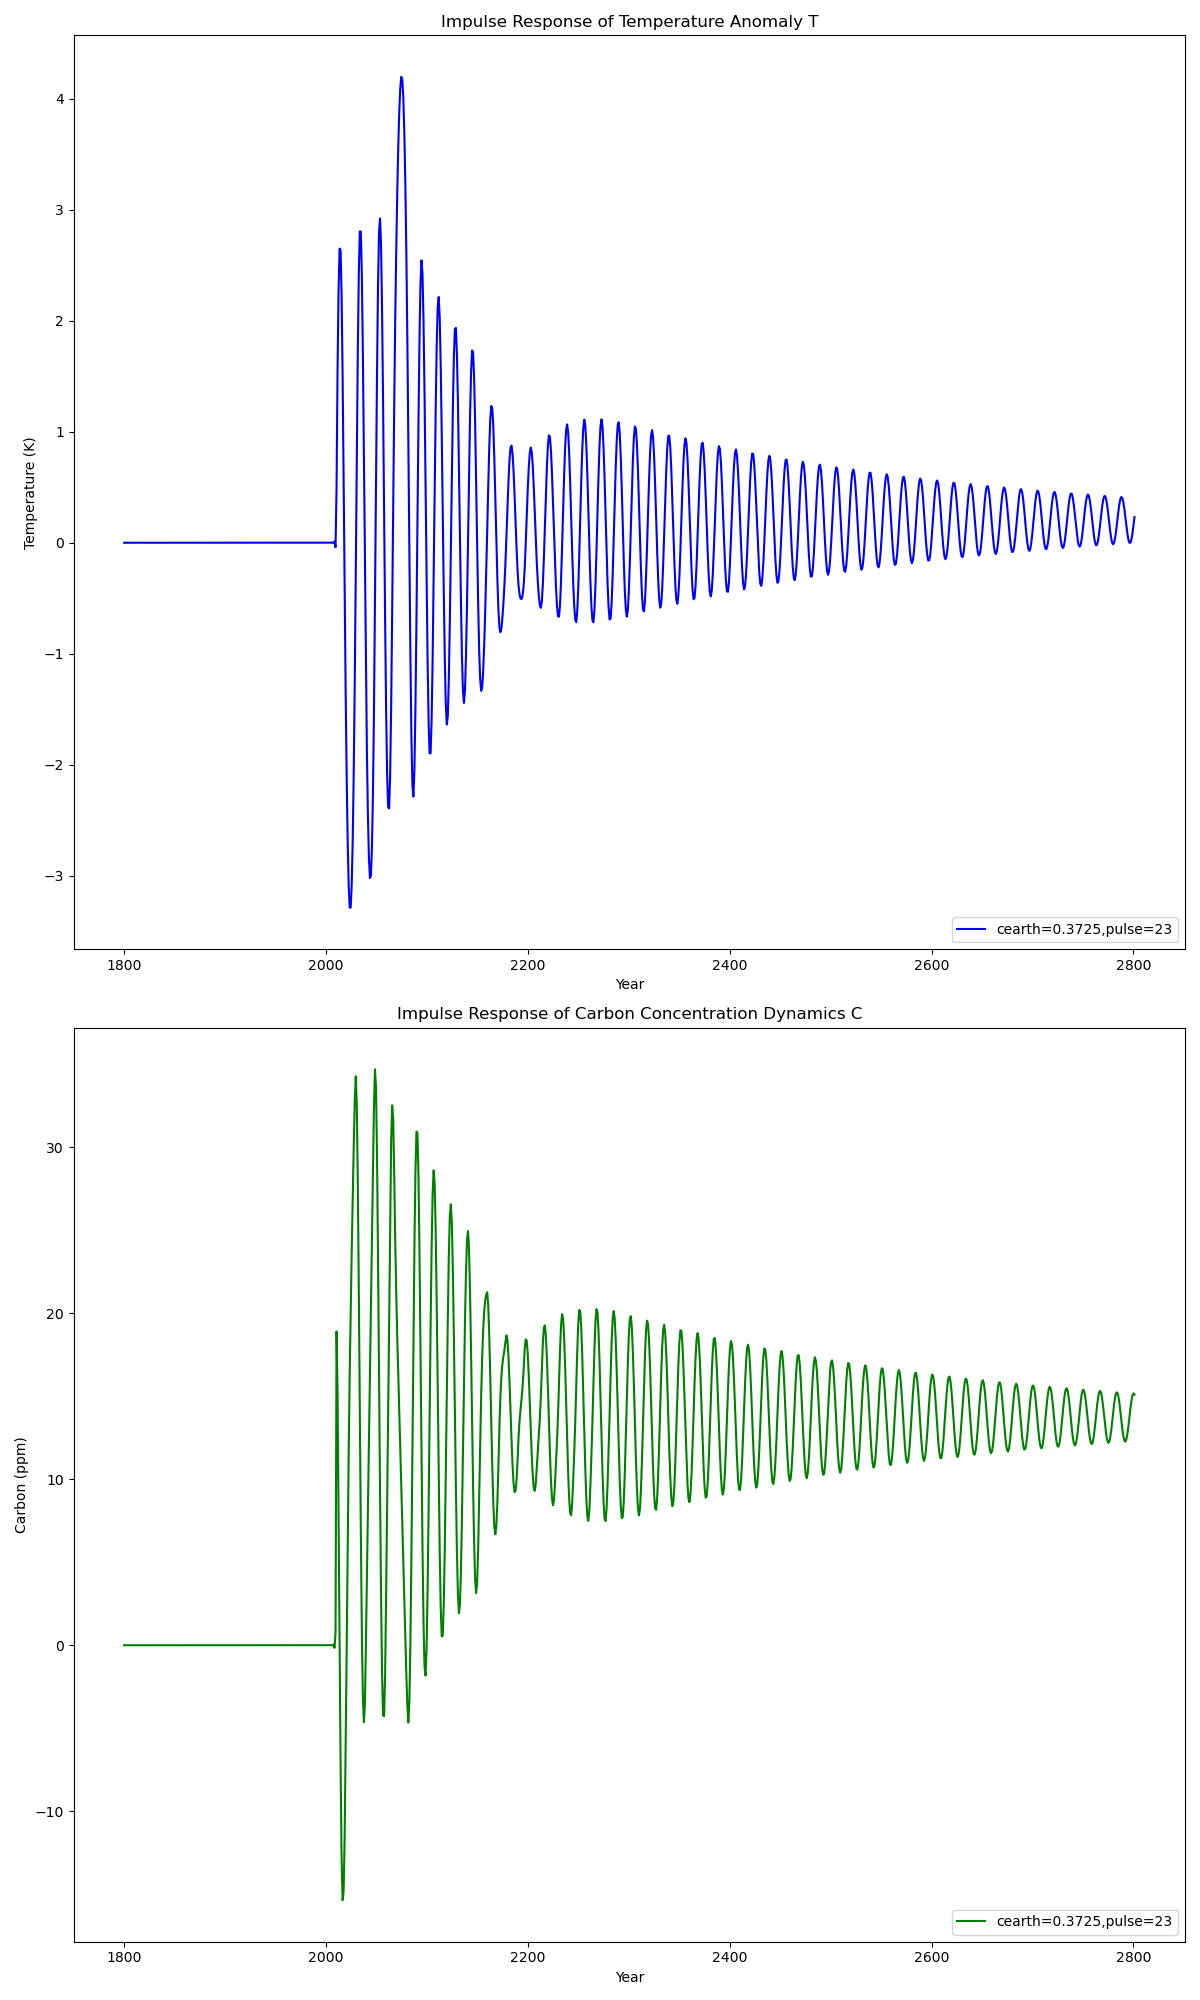 Impulse Response of Temperature Anomaly T
4
3
2
1
0
−1
−2
−3
Temperature (K)
cearth=0.3725,pulse=23
1800 2000 2200 2400 2600 2800
Year
Impulse Response of Carbon Concentration Dynamics C
30
20
10
0
−10
Carbon (ppm)
cearth=0.3725,pulse=23
1800 2000 2200 2400 2600 2800
Year